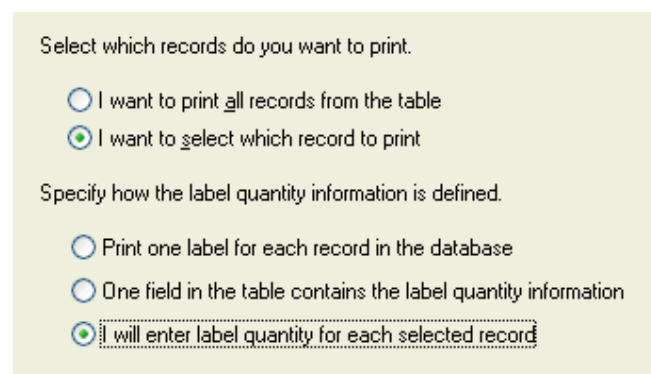 Select which records do you want to print.
I want to print all records from the table
I want to select which record to print
Specify how the label quantity information is defined.
Print one label for each record in the database
One field in the table contains the label quantity information
I will enter label quantity for each selected record